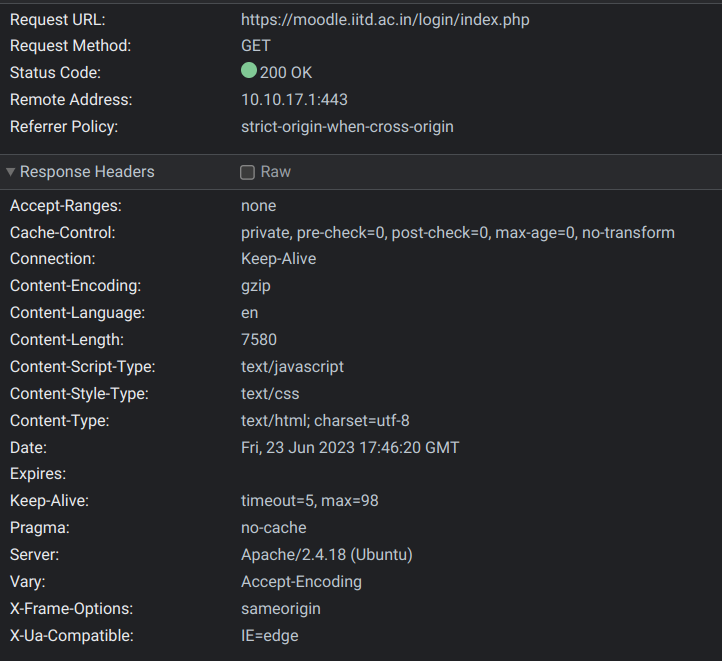 Request URL: https://moodle.iitd.ac.in/login/index.php
Request Method: GET
Status Code: 200 OK
Remote Address: 10.10.17.1:443
Referrer Policy: strict-origin-when-cross-origin
Response Headers Raw
Accept-Ranges: none
Cache-Control: private, pre-check=0, post-check=0, max-age=0, no-transform
Connection: Keep-Alive
Content-Encoding: gzip
Content-Language: en
Content-Length: 7580
Content-Script-Type: text/javascript
Content-Style-Type: text/css
Content-Type: text/html; charset=utf-8
Date: Fri, 23 Jun 2023 17:46:20 GMT
Expires:
Keep-Alive: timeout=5, max=98
Pragma: no-cache
Server: Apache/2.4.18 (Ubuntu)
Vary: Accept-Encoding
X-Frame-Options: sameorigin
X-Ua-Compatible: IE=edge